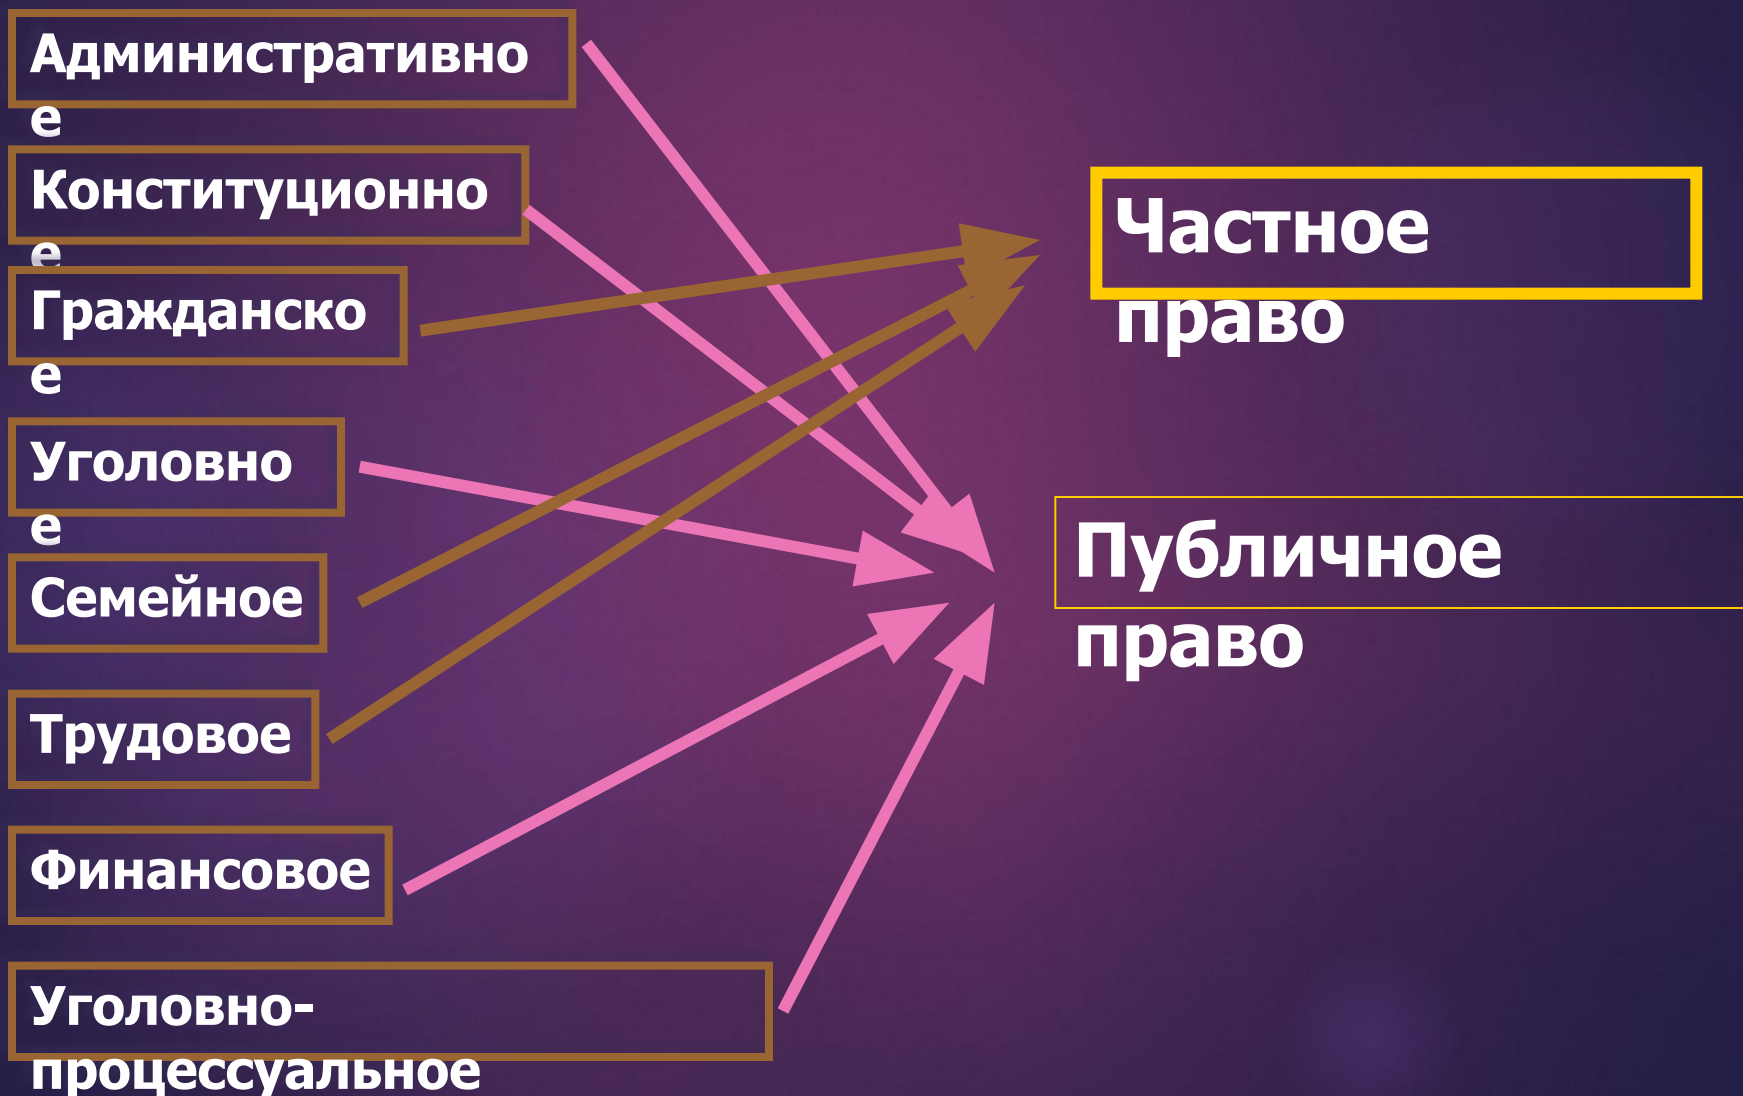 Административно
е
Конституционно
е
Гражданско
е
Уголовно
е
Семейное
Трудовое
Финансовое
Уголовно-
процессуальное
Частное
право
Публичное
право